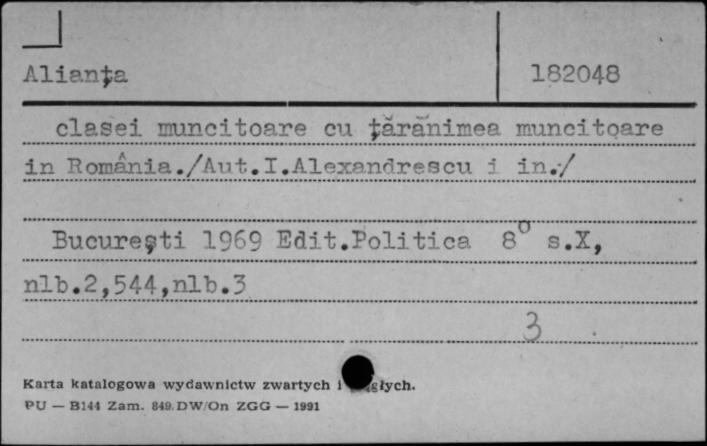 Alianța 182048
clasei muncitoare cu țărănimea muncitoare
in România./Aut.I.Alexandrescu i in./
București 1969 Edit.Politica 8° s.X,
nlb.2,544,nlb.3
3
Karta katalogowa wydawnictw zwartych i
PU — B144 Zam. 849.DW/On ZGG — 1991